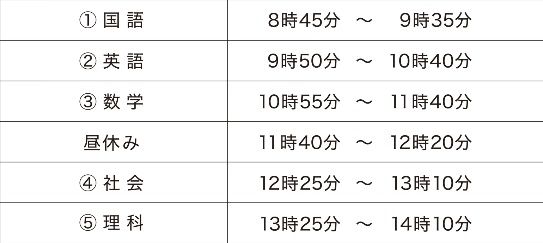 ① 国 語 8時45分 ～ 9時35分
② 英 語 9時50分 ～ 10時40分
③ 数 学 10時55分 ～ 11時40分
昼休み 11時40分 ～ 12時20分
④ 社 会 12時25分 ～ 13時10分
⑤ 理 科 13時25分 ～ 14時10分